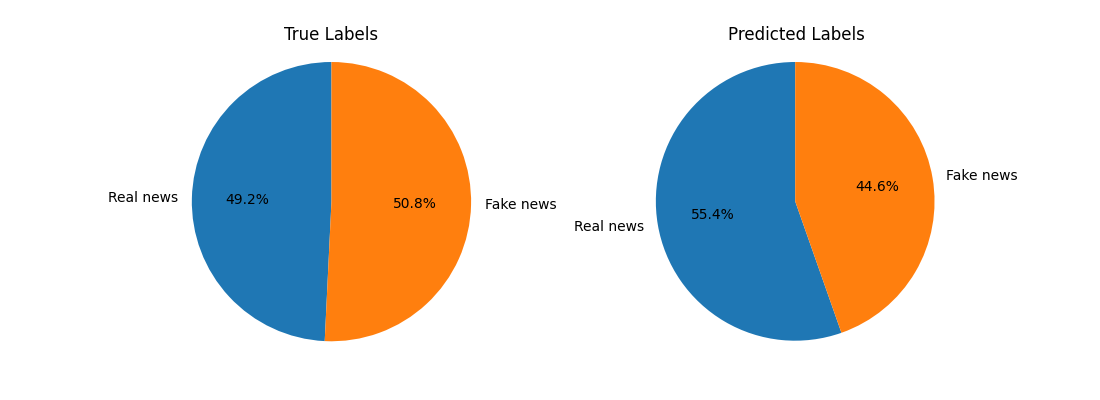 True Labels
Real news
49.2%
50.8%
Fake news
Predicted Labels
Real news
55.4%
44.6%
Fake news